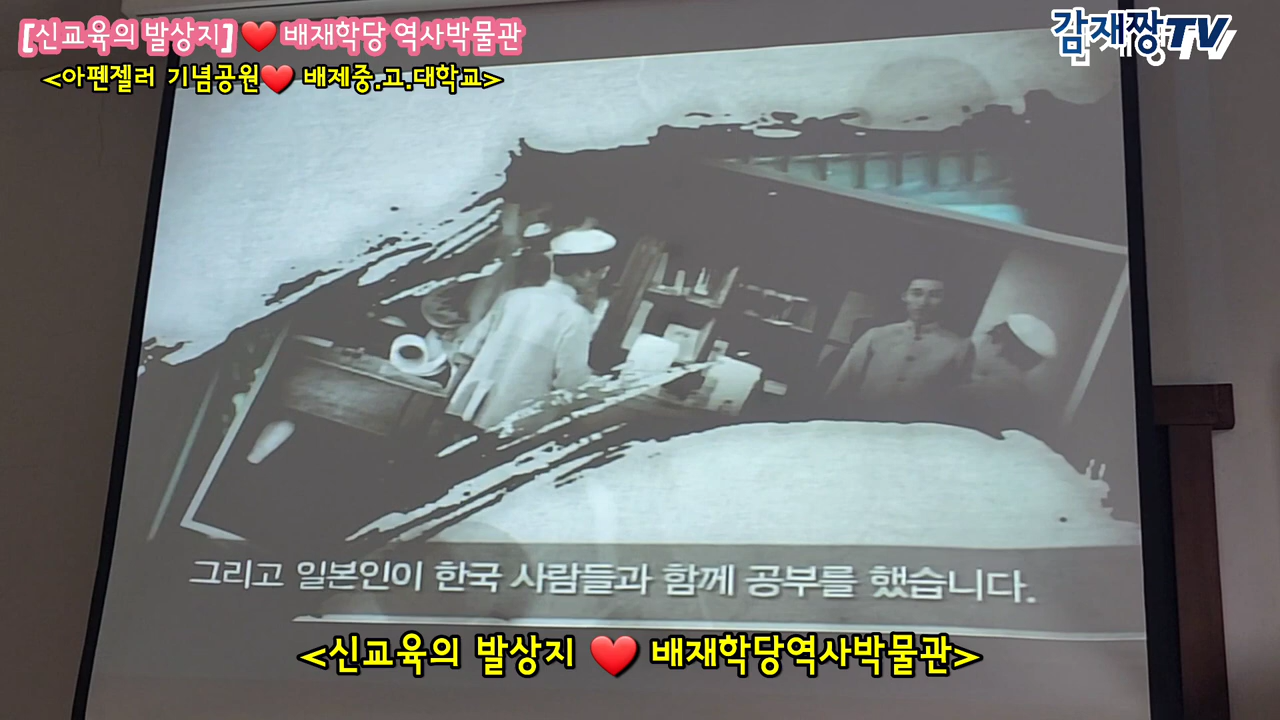 [신교육의 발상지]❤️배재학당 역사박물관
<아펜젤러 기념공원❤️ 배제중.고.대학교>
감재짱TV
그리고 일본인이 한국 사람들과 함께 공부를 했습니다.
<신교육의 발상지 ❤️ 배재학당역사박물관>